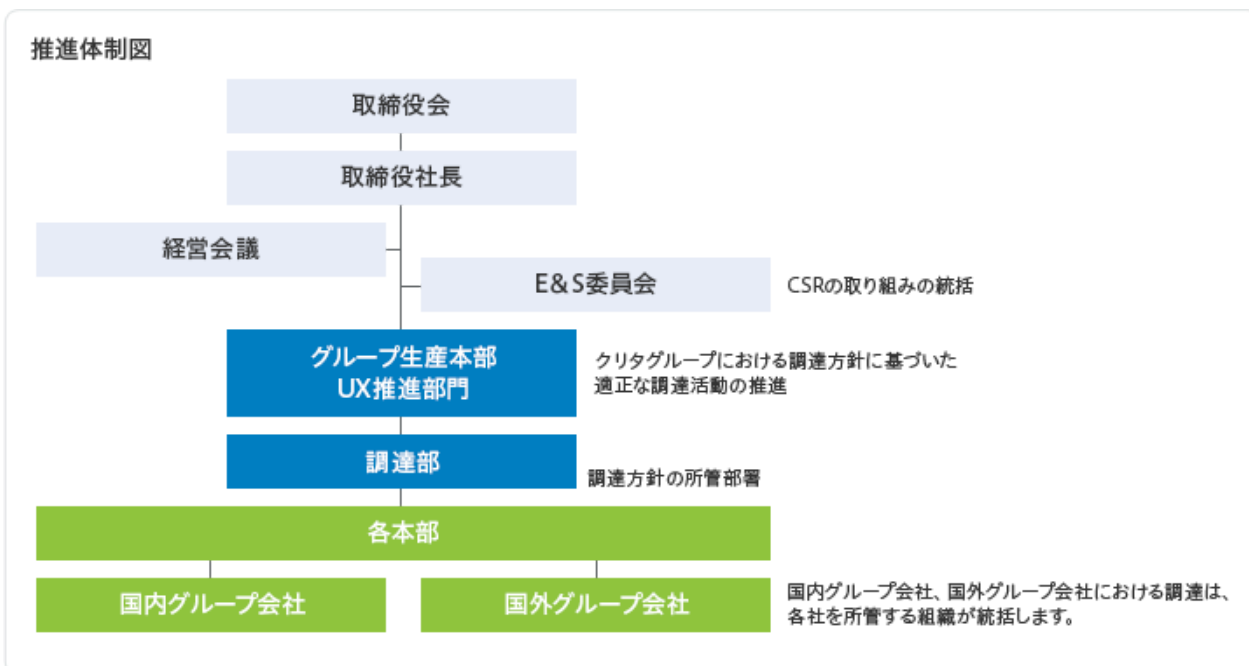 推進体制図
取締役会
取締役社長
経営会議
E&S委員会
CSRの取り組みの統括
グループ生産本部
UX推進部門
クリタグループにおける調達方針に基づいた
適正な調達活動の推進
調達部
調達方針の所管部署
各本部
国内グループ会社
国外グループ会社
国内グループ会社、国外グループ会社における調達は、
各社を所管する組織が統括します。